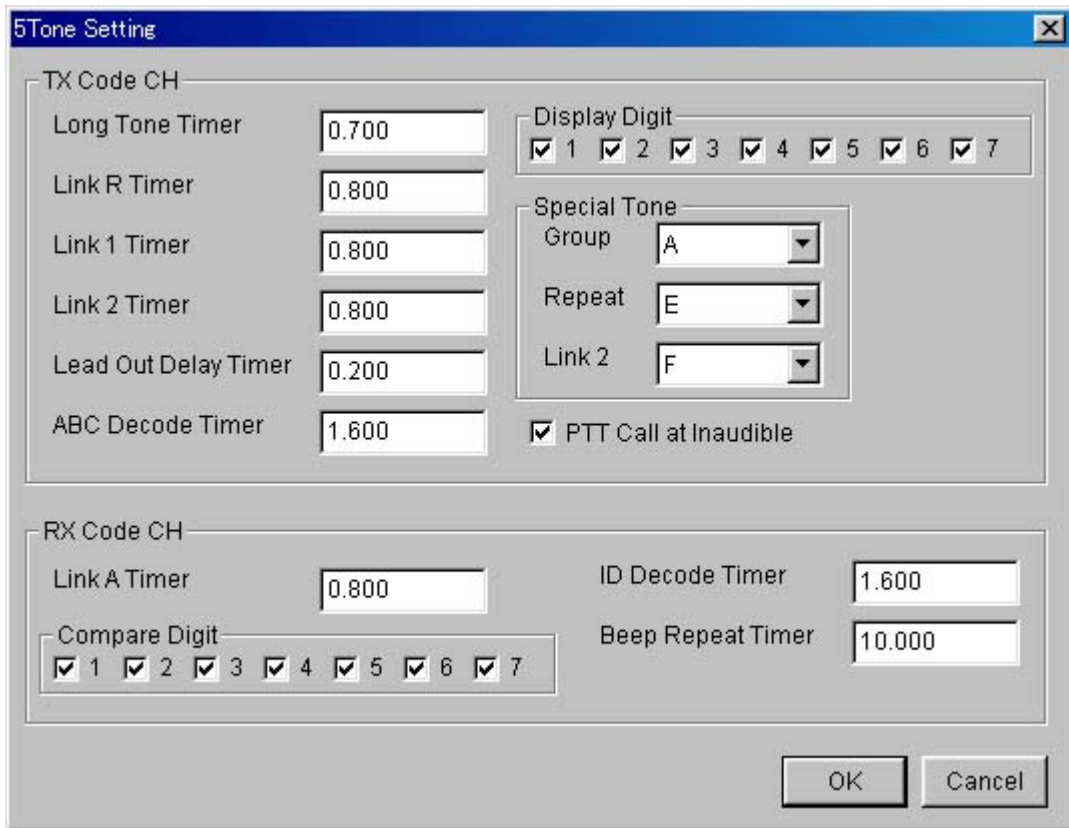 5Tone Setting
TX Code CH
Long Tone Timer 0.700
Link R Timer 0.800
Link 1 Timer 0.800
Link 2 Timer 0.800
Lead Out Delay Timer 0.200
ABC Decode Timer 1.600
Display Digit
1 2 3 4 5 6 7
Special Tone
Group A
Repeat E
Link 2 F
PTT Call at Inaudible
RX Code CH
Link A Timer 0.800
Compare Digit
1 2 3 4 5 6 7
ID Decode Timer 1.600
Beep Repeat Timer 10.000
OK Cancel